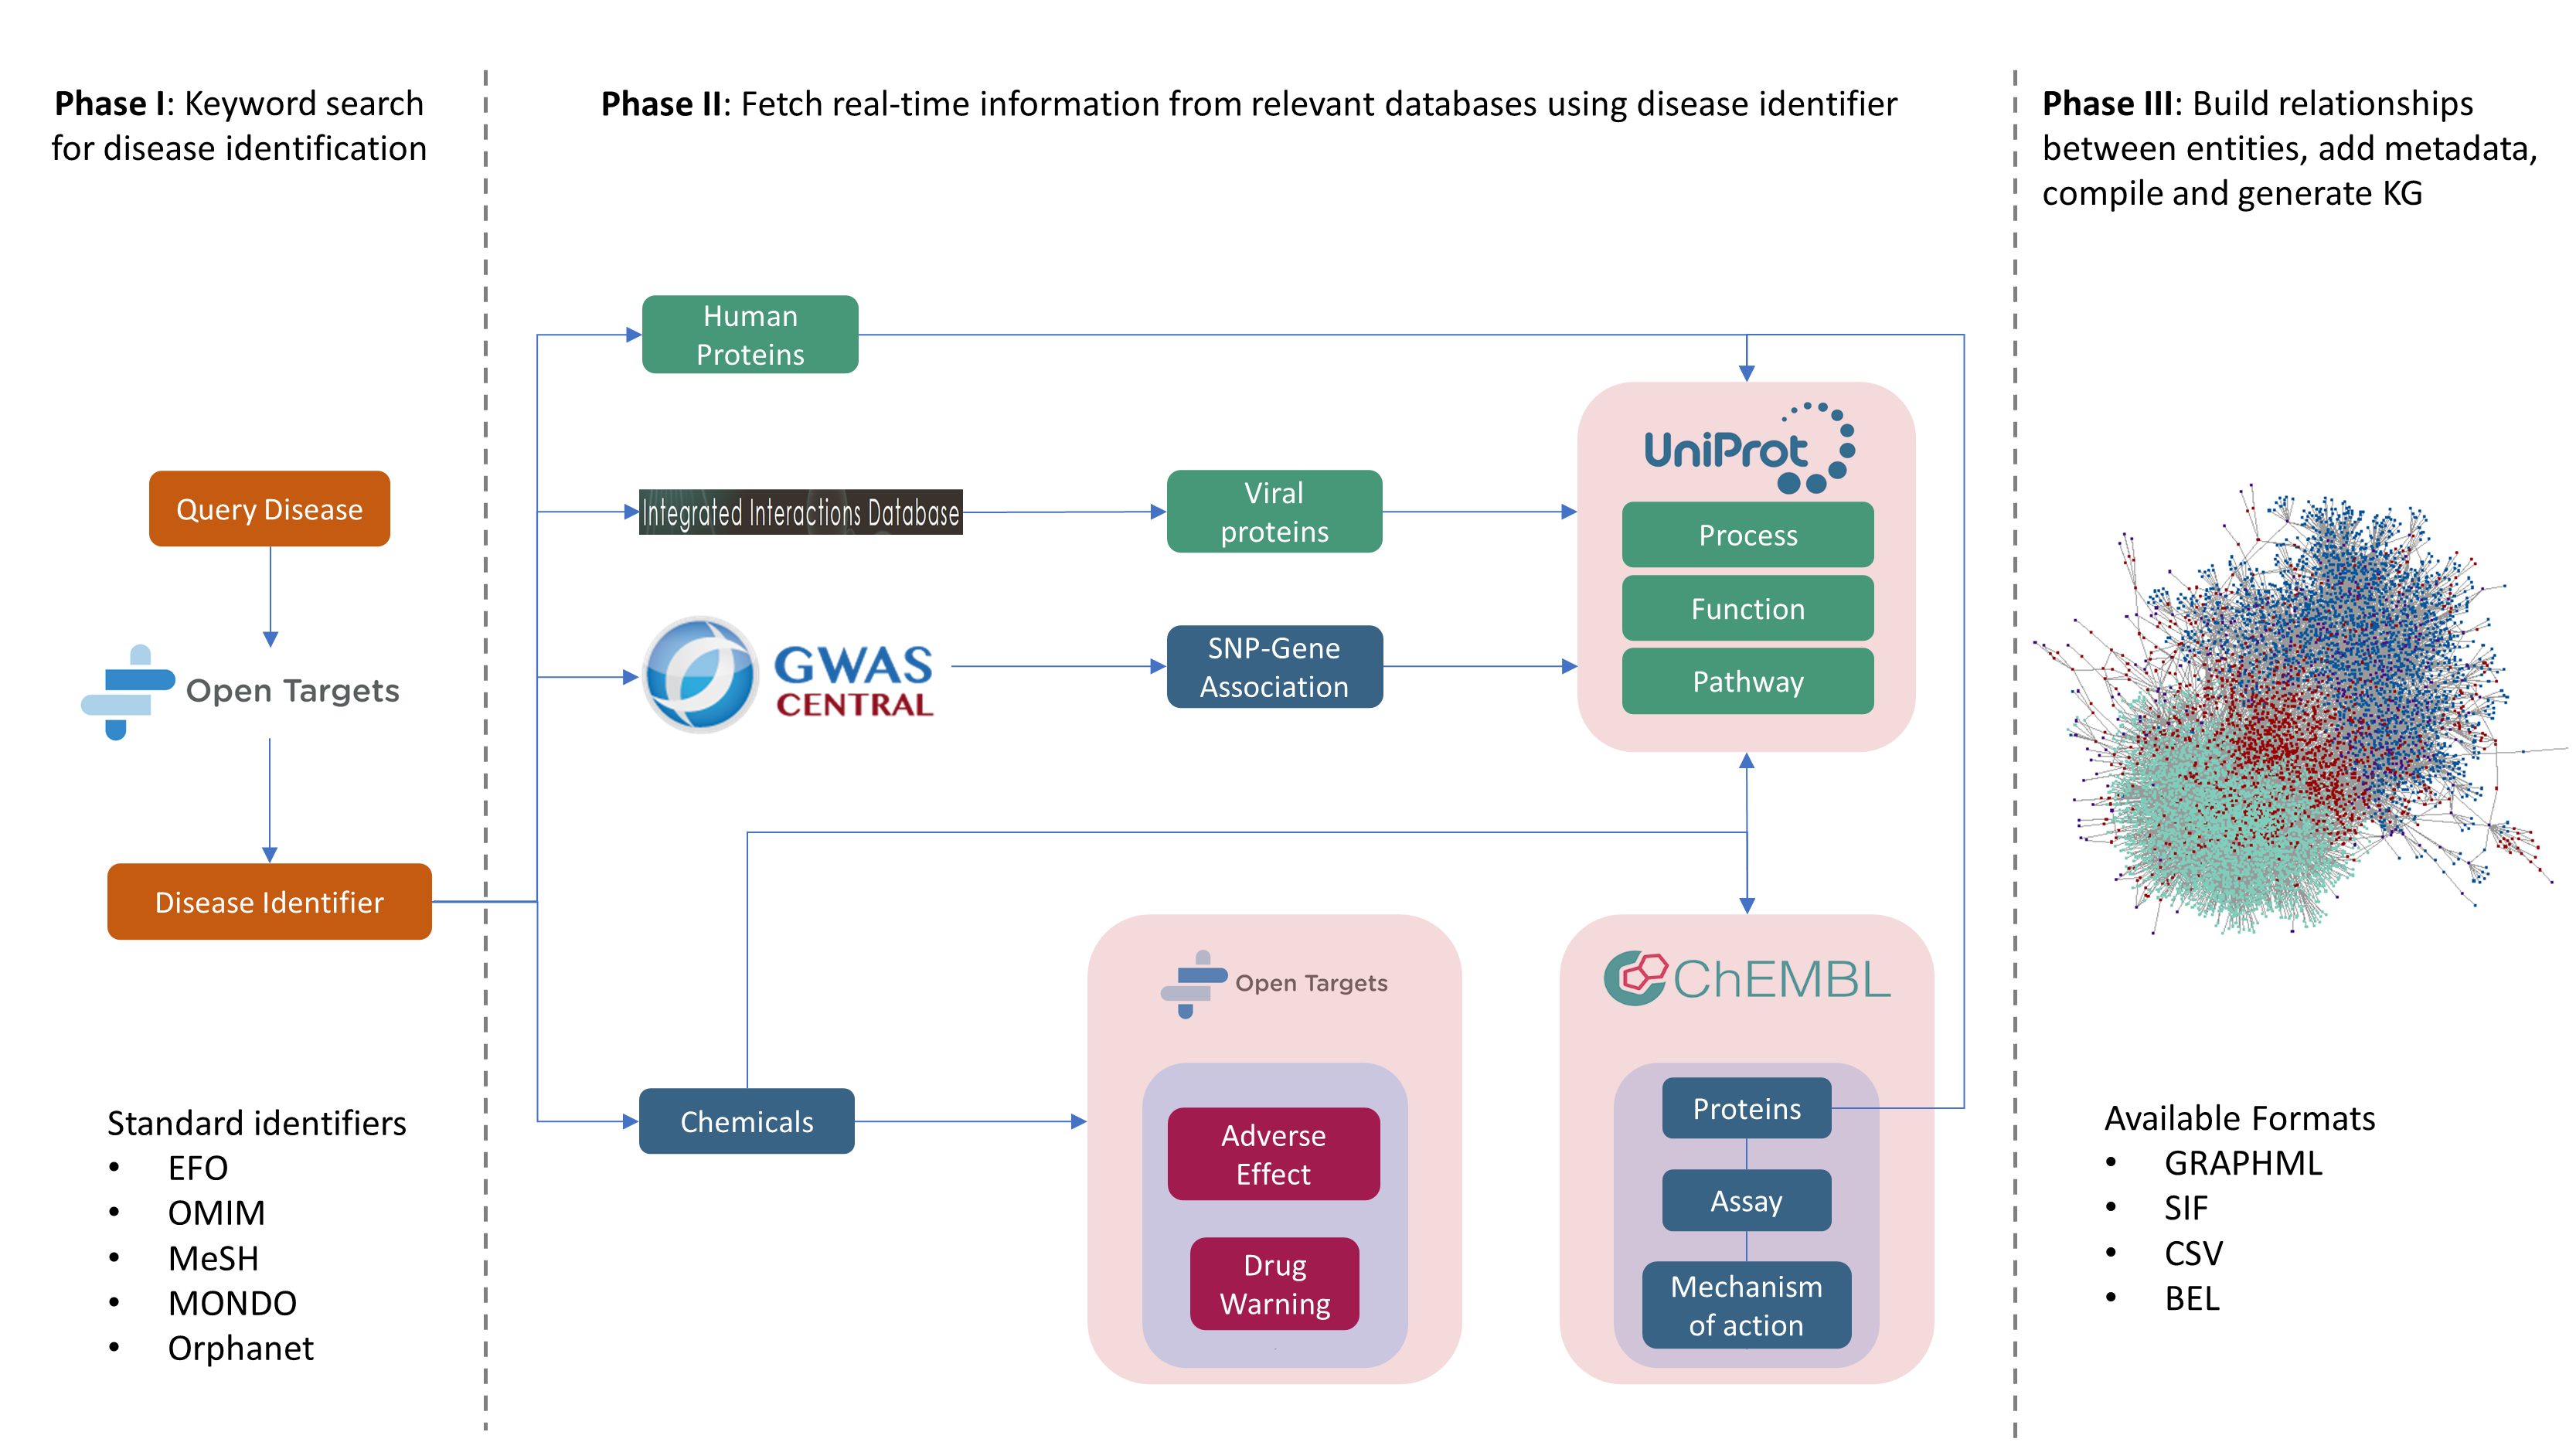 Phase I: Keyword search
for disease identification
Query Disease
Open Targets
Disease Identifier
Standard identifiers
• EFO
• OMIM
• MeSH
• MONDO
• Orphanet
Phase II: Fetch real-time information from relevant databases using disease identifier
Human
Proteins
Integrated Interactions Database
Viral
proteins
GWAS
CENTRAL
SNP-Gene
Association
UniProt
Process
Function
Pathway
Chemicals
Open Targets
Adverse
Effect
Drug
Warning
ChEMBL
Proteins
Assay
Mechanism
of action
Phase III: Build relationships
between entities, add metadata,
compile and generate KG
Available Formats
• GRAPHML
• SIF
• CSV
• BEL